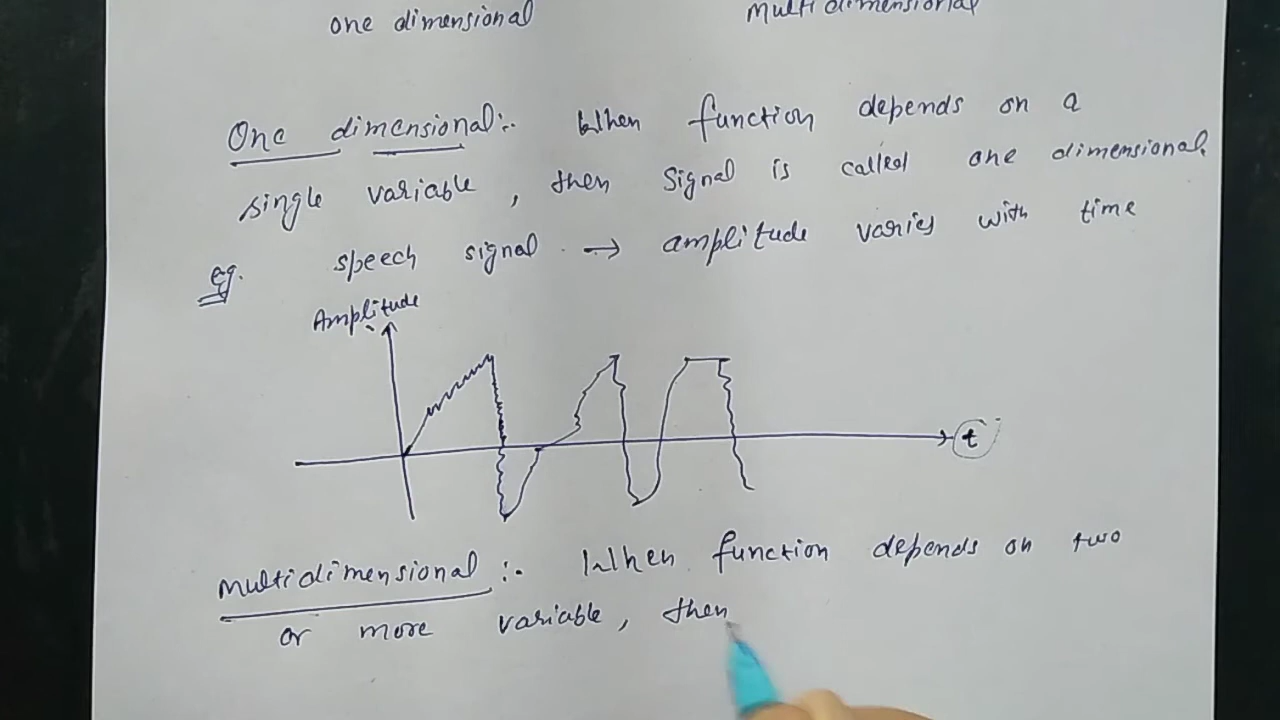 one dimensional
Multidimensional
One dimensional:- When function depends on a
single variable, then signal is called one dimensional.
eg. speech signal → amplitude varies with time
Amplitude
t
multidimensional :- When function depends on two
or more variable, then